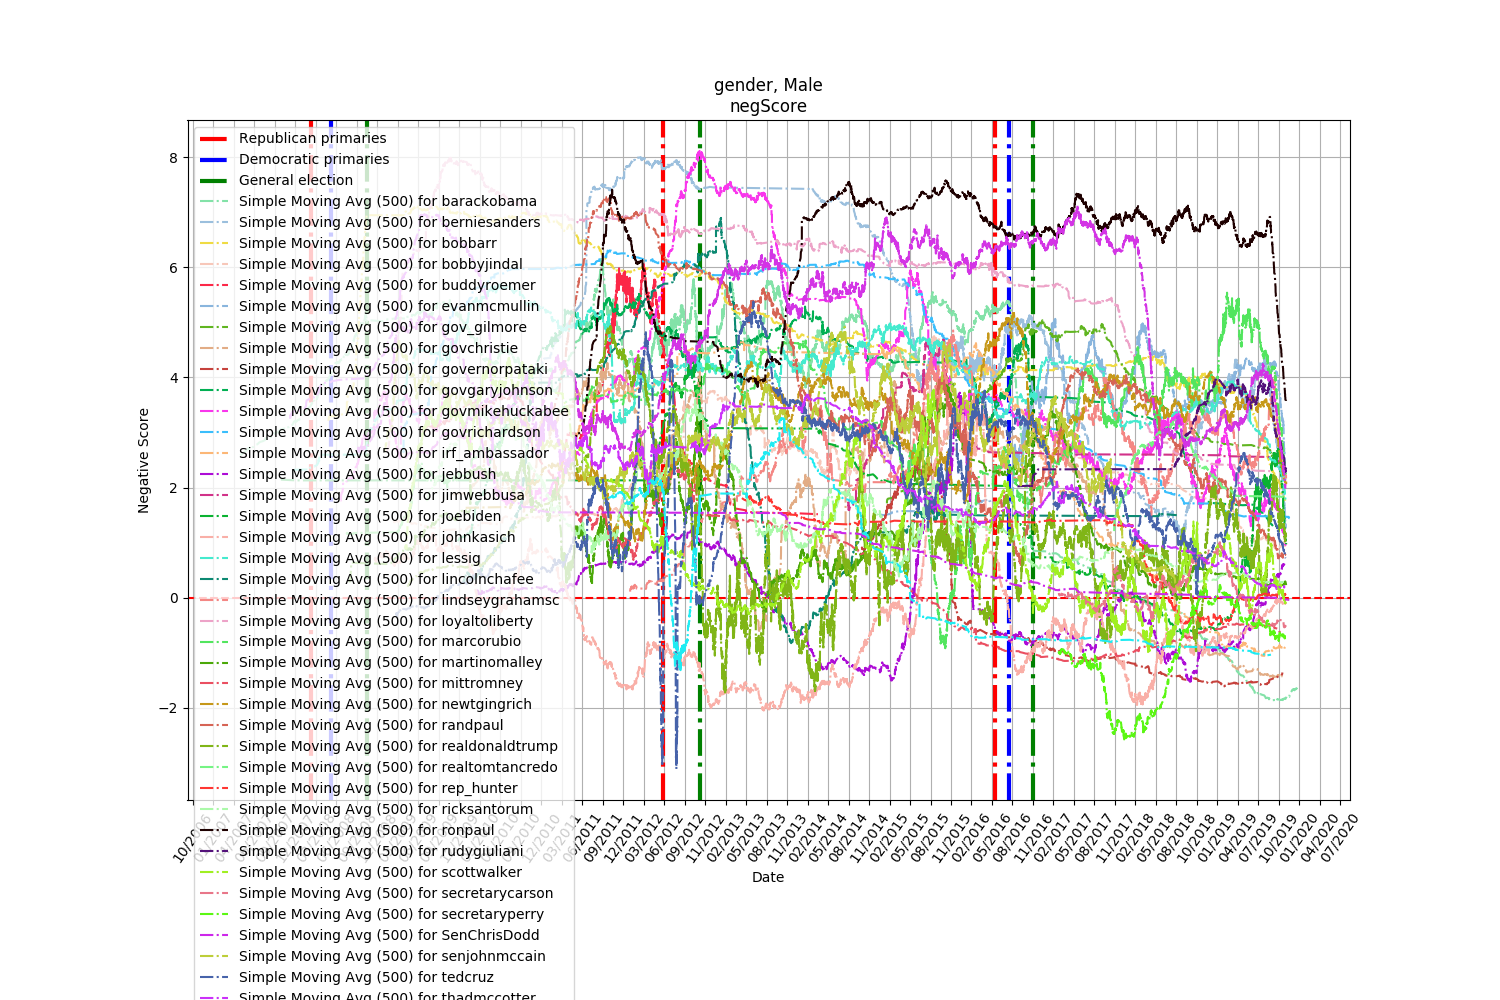 gender, Male
negScore
Negative Score
8
6
4
2
0
−2
Republican primaries
Democratic primaries
General election
Simple Moving Avg (500) for barackobama
Simple Moving Avg (500) for berniesanders
Simple Moving Avg (500) for bobbarr
Simple Moving Avg (500) for bobbyjindal
Simple Moving Avg (500) for buddyroemer
Simple Moving Avg (500) for evanmcmullin
Simple Moving Avg (500) for gov_gilmore
Simple Moving Avg (500) for govchristie
Simple Moving Avg (500) for governorpataki
Simple Moving Avg (500) for govgaryjohnson
Simple Moving Avg (500) for govmikehuckabee
Simple Moving Avg (500) for govrichardson
Simple Moving Avg (500) for irf_ambassador
Simple Moving Avg (500) for jebbush
Simple Moving Avg (500) for jimwebbusa
Simple Moving Avg (500) for joebiden
Simple Moving Avg (500) for johnkasich
Simple Moving Avg (500) for lessig
Simple Moving Avg (500) for lincolnchafee
Simple Moving Avg (500) for lindseygrahamsc
Simple Moving Avg (500) for loyaltoliberty
Simple Moving Avg (500) for marcorubio
Simple Moving Avg (500) for martinomalley
Simple Moving Avg (500) for mittromney
Simple Moving Avg (500) for newtgingrich
Simple Moving Avg (500) for randpaul
Simple Moving Avg (500) for realdonaldtrump
Simple Moving Avg (500) for realtomtancredo
Simple Moving Avg (500) for rep_hunter
Simple Moving Avg (500) for ricksantorum
Simple Moving Avg (500) for ronpaul
Simple Moving Avg (500) for rudygiuliani
Simple Moving Avg (500) for scottwalker
Simple Moving Avg (500) for secretarycarson
Simple Moving Avg (500) for secretaryperry
Simple Moving Avg (500) for SenChrisDodd
Simple Moving Avg (500) for senjohnmccain
Simple Moving Avg (500) for tedcruz
Simple Moving Avg (500) for thadmccotter
10/2006
06/2011
09/2011
12/2011
03/2012
06/2012
09/2012
11/2012
02/2013
05/2013
08/2013
11/2013
02/2014
05/2014
08/2014
11/2014
02/2015
05/2015
08/2015
11/2015
02/2016
05/2016
08/2016
11/2016
02/2017
05/2017
08/2017
11/2017
02/2018
05/2018
08/2018
10/2018
01/2019
04/2019
07/2019
10/2019
01/2020
04/2020
07/2020
Date